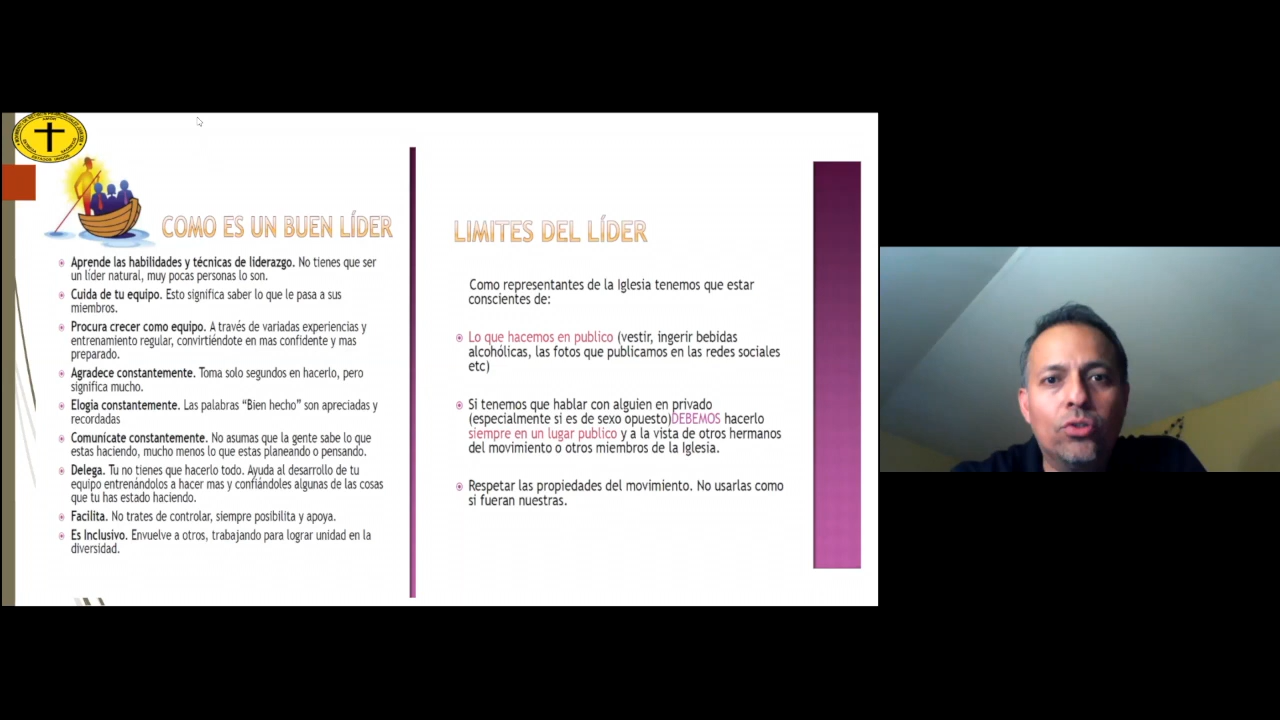 COMO ES UN BUEN LÍDER
Aprende las habilidades y técnicas de liderazgo. No tienes que ser
un líder natural, muy pocas personas lo son.
Cuida de tu equipo. Esto significa saber lo que le pasa a sus
miembros.
Procura crecer como equipo. A través de variadas experiencias y
entrenamiento regular, convirtiéndote en mas confidente y mas
preparado.
Agradece constantemente. Toma solo segundos en hacerlo, pero
significa mucho.
Elogia constantemente. Las palabras “Bien hecho” son apreciadas y
recordadas
Comunícate constantemente. No asumas que la gente sabe lo que
estas haciendo, mucho menos lo que estas planeando o pensando.
Delega. Tu no tienes que hacerlo todo. Ayuda al desarrollo de tu
equipo entrenándolos a hacer mas y confiándoles algunas de las cosas
que tu has estado haciendo.
Facilita. No trates de controlar, siempre posibilita y apoya.
Es Inclusivo. Envuelve a otros, trabajando para lograr unidad en la
diversidad.
LIMITES DEL LÍDER
Como representantes de la Iglesia tenemos que estar
conscientes de:
Lo que hacemos en publico (vestir, ingerir bebidas
alcohólicas, las fotos que publicamos en las redes sociales
etc)
Si tenemos que hablar con alguien en privado
(especialmente si es de sexo opuesto)DEBEMOS hacerlo
siempre en un lugar publico y a la vista de otros hermanos
del movimiento o otros miembros de la Iglesia.
Respetar las propiedades del movimiento. No usarlas como
si fueran nuestras.